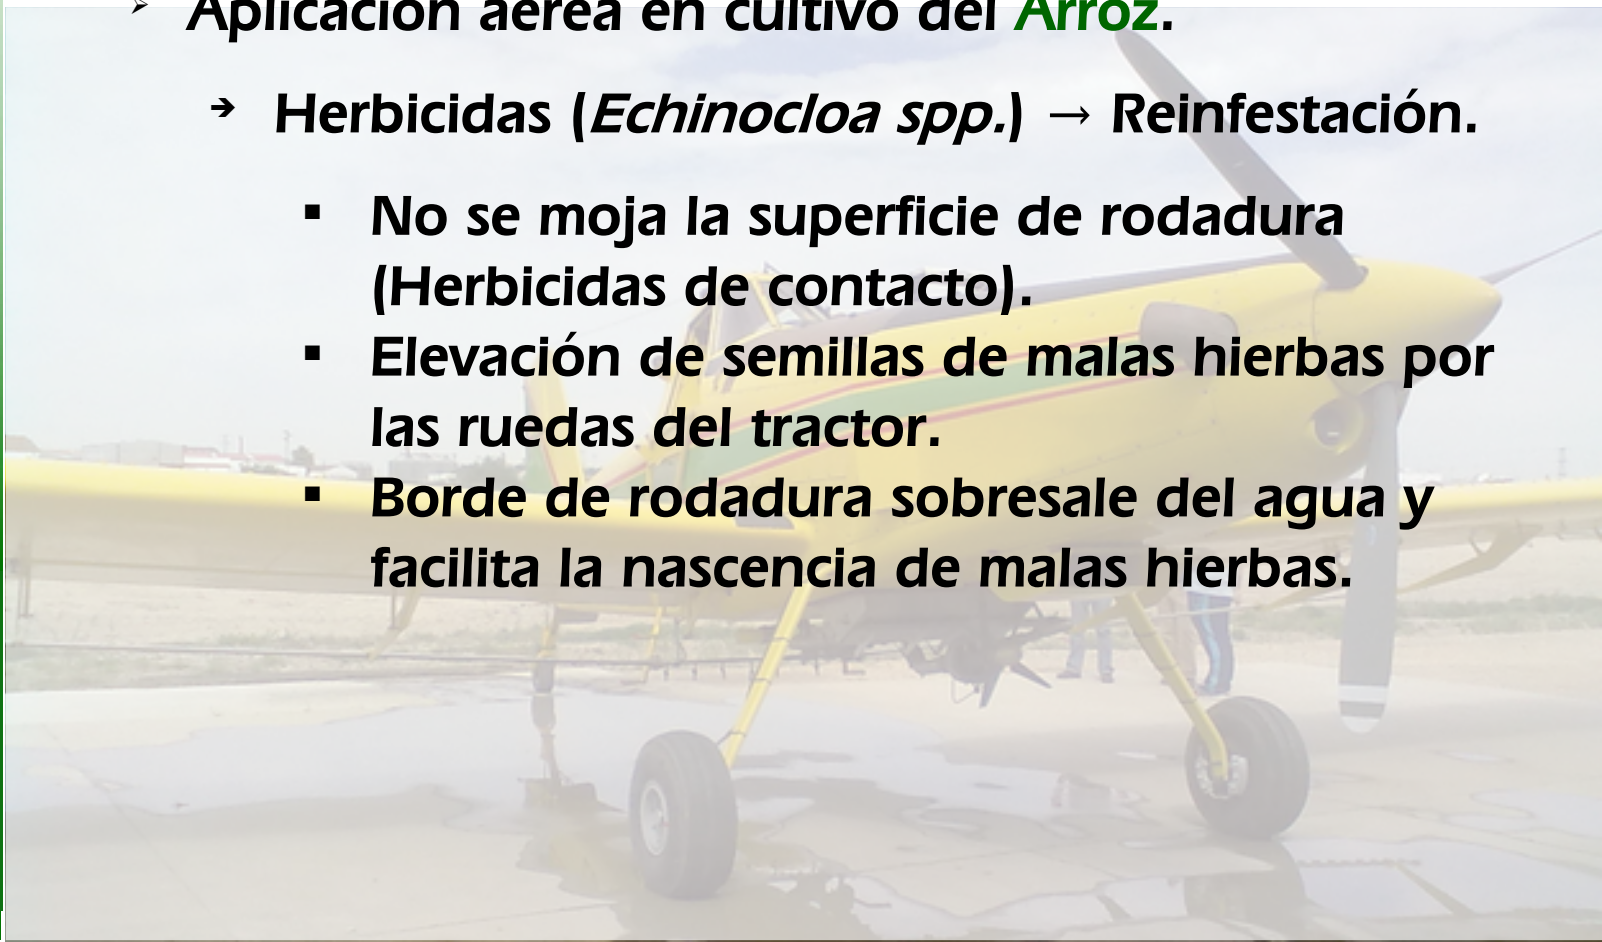 ➢ Aplicación aérea en cultivo del Arroz.
➔ Herbicidas (Echinocloa spp.) → Reinfestación.
▪ No se moja la superficie de rodadura
(Herbicidas de contacto).
▪ Elevación de semillas de malas hierbas por
las ruedas del tractor.
▪ Borde de rodadura sobresale del agua y
facilita la nascencia de malas hierbas.